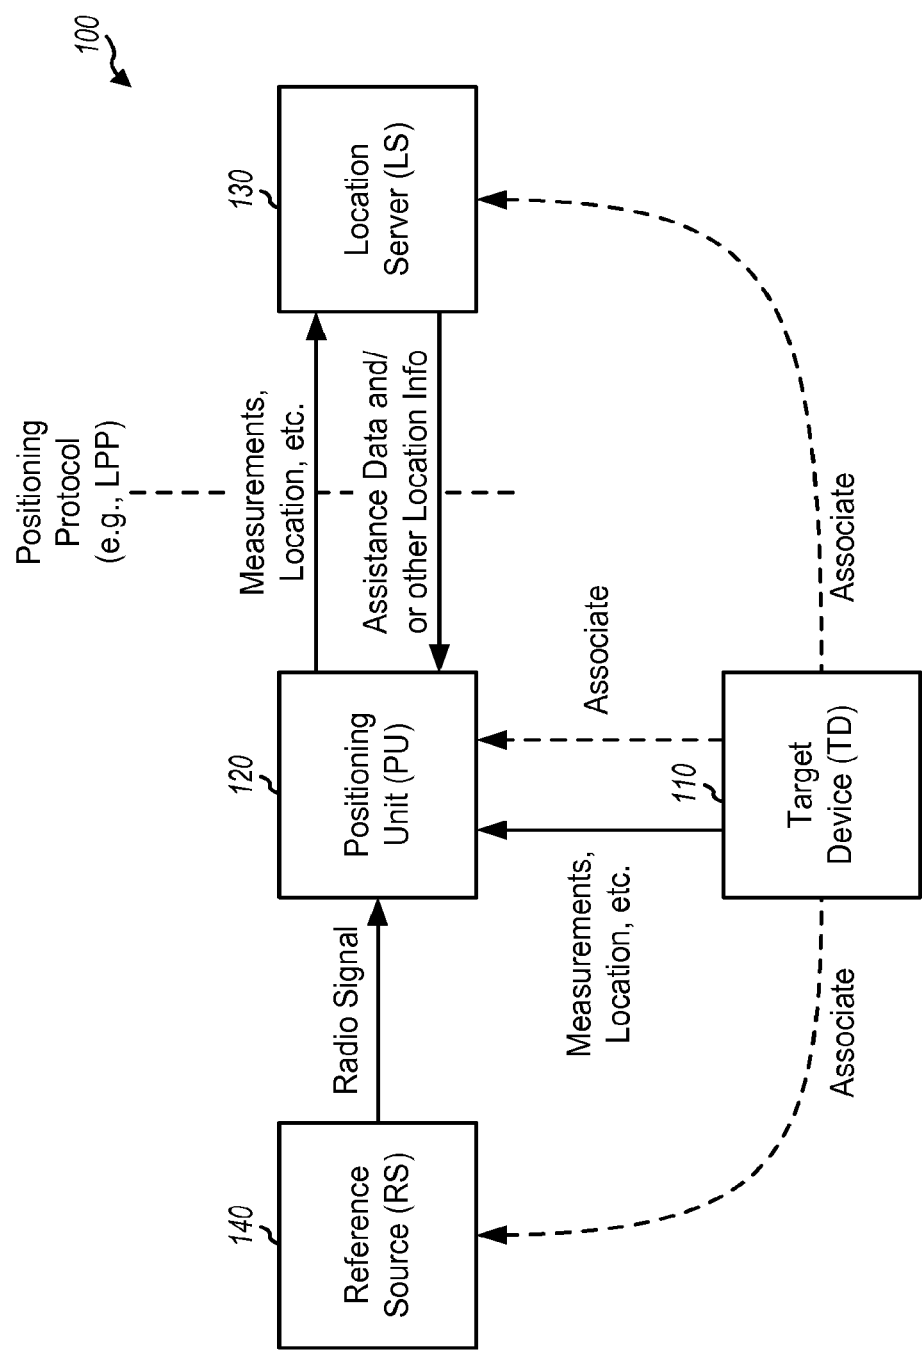 100
Positioning
Protocol
(e.g., LPP)
140
Reference
Source (RS)
Radio Signal
120
Positioning
Unit (PU)
Measurements,
Location, etc.
Assistance Data and/
or other Location Info
130
Location
Server (LS)
Measurements,
Location, etc.
Associate
110
Target
Device (TD)
Associate
Associate